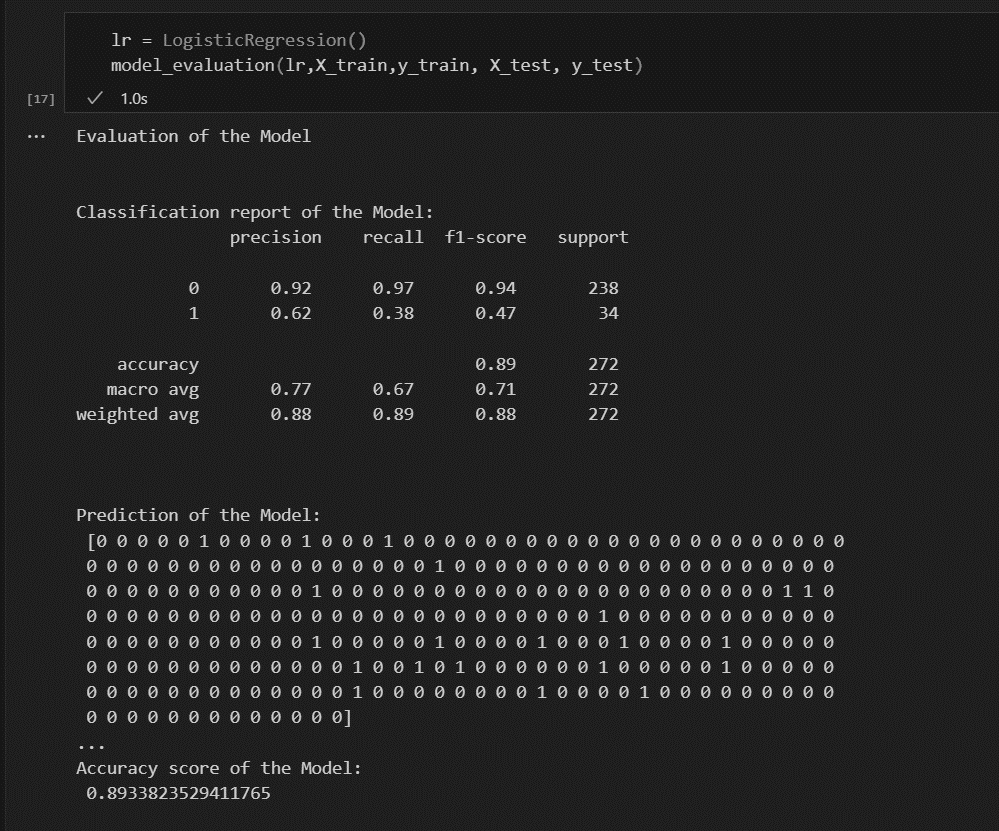 lr = LogisticRegression()
model_evaluation(lr,X_train,y_train, X_test, y_test)
[17] ✓ 1.0s
... Evaluation of the Model
Classification report of the Model:
precision recall f1-score support
0 0.92 0.97 0.94 238
1 0.62 0.38 0.47 34
accuracy 0.89 272
macro avg 0.77 0.67 0.71 272
weighted avg 0.88 0.89 0.88 272
Prediction of the Model:
[0 0 0 0 0 1 0 0 0 0 1 0 0 0 1 0 0 0 0 0 0 0 0 0 0 0 0 0 0 0 0 0 0 0 0 0 0
0 0 0 0 0 0 0 0 0 0 0 0 0 0 0 0 0 1 0 0 0 0 0 0 0 0 0 0 0 0 0 0 0 0 0 0 0
0 0 0 0 0 0 0 0 0 0 0 1 0 0 0 0 0 0 0 0 0 0 0 0 0 0 0 0 0 0 0 0 0 0 1 1 0
0 0 0 0 0 0 0 0 0 0 0 0 0 0 0 0 0 0 0 0 0 0 0 0 0 1 0 0 0 0 0 0 0 0 0 0 0
0 0 0 0 0 0 0 0 0 0 0 1 0 0 0 0 0 1 0 0 0 0 1 0 0 0 1 0 0 0 0 1 0 0 0 0 0
0 0 0 0 0 0 0 0 0 0 0 0 0 1 0 0 1 0 1 0 0 0 0 0 0 1 0 0 0 0 0 1 0 0 0 0 0
0 0 0 0 0 0 0 0 0 0 0 0 0 1 0 0 0 0 0 0 0 0 1 0 0 0 0 1 0 0 0 0 0 0 0 0 0
0 0 0 0 0 0 0 0 0 0 0 0 0]
...
Accuracy score of the Model:
0.8933823529411765